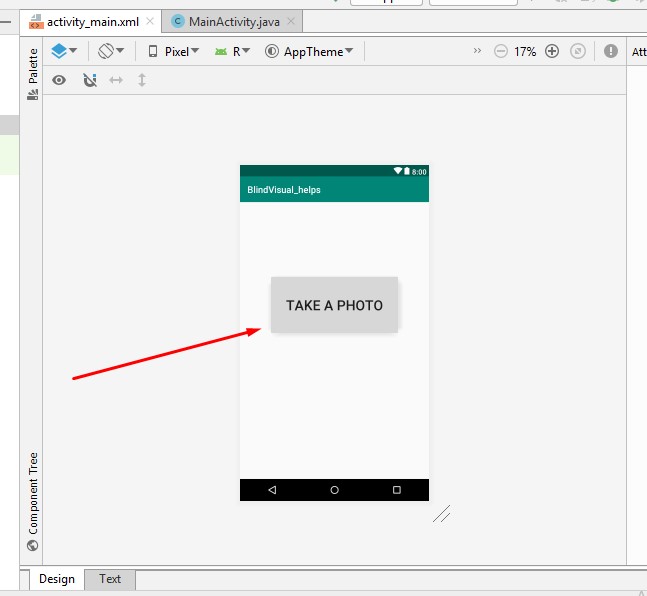 activity_main.xml MainActivity.java
Palette
Pixel R AppTheme 17% Att
8:00
BlindVisual_helps
TAKE A PHOTO
Component Tree
Design Text